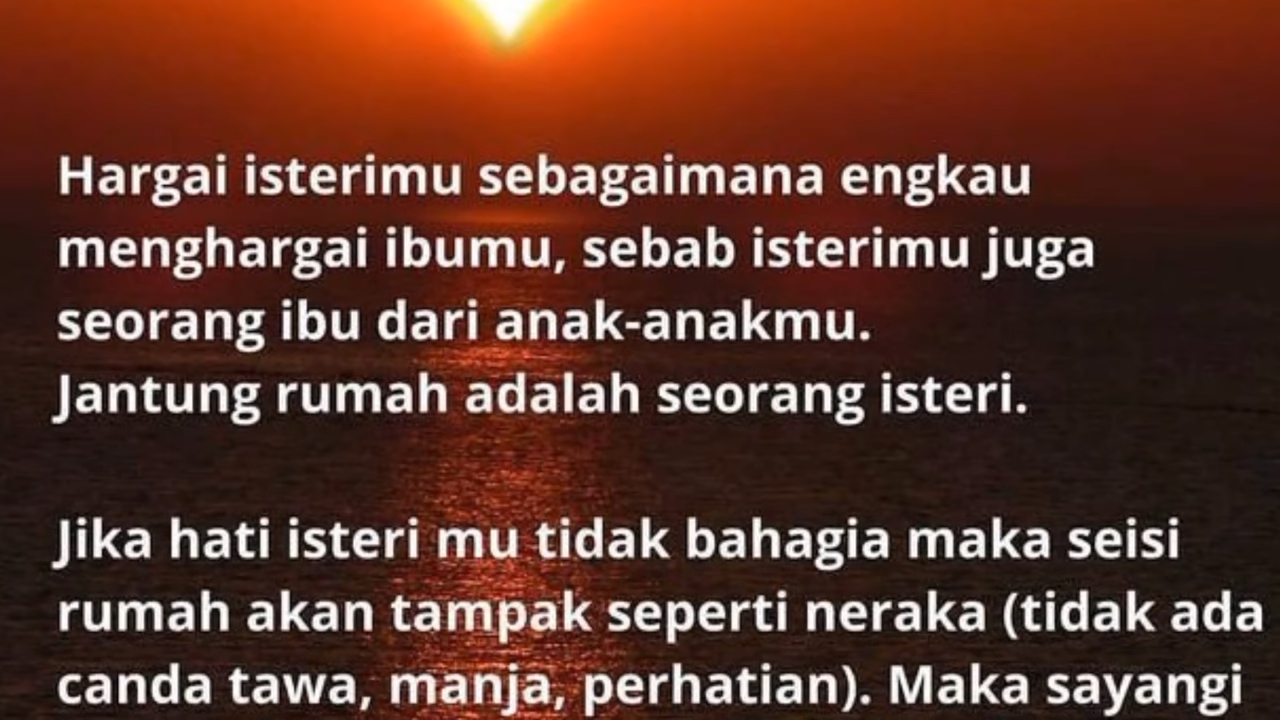 Hargai isterimu sebagaimana engkau
menghargai ibumu, sebab isterimu juga
seorang ibu dari anak-anakmu.
Jantung rumah adalah seorang isteri.
Jika hati isteri mu tidak bahagia maka seisi
rumah akan tampak seperti neraka (tidak ada
canda tawa, manja, perhatian). Maka sayangi